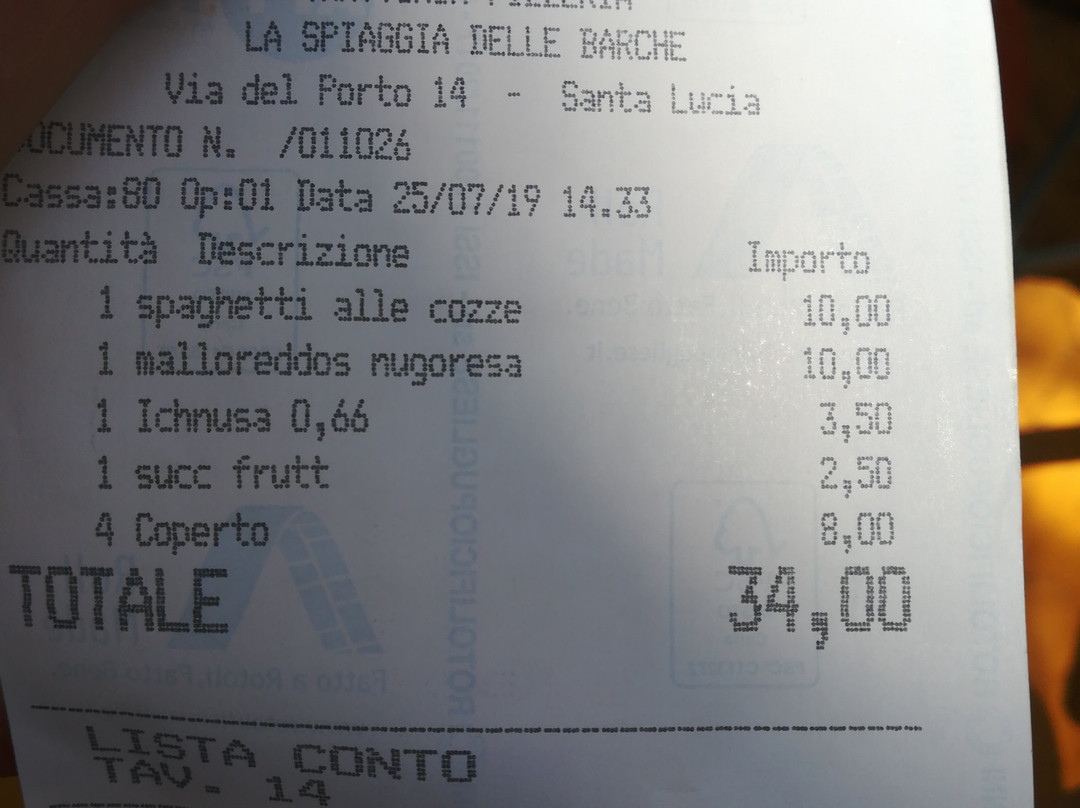 LA SPIAGGIA DELLE BARCHE
Via del Porto 14 - Santa Lucia
DOCUMENTO N. /011026
Cassa:80 Op:01 Data 25/07/19 14.33
Quantità Descrizione Importo
1 spaghetti alle cozze 10,00
1 malloreddos nugoresa 10,00
1 Ichnusa 0,66 3,50
1 succ frutt 2,50
4 Coperto 8,00
TOTALE 34,00
LISTA CONTO
TAV. 14